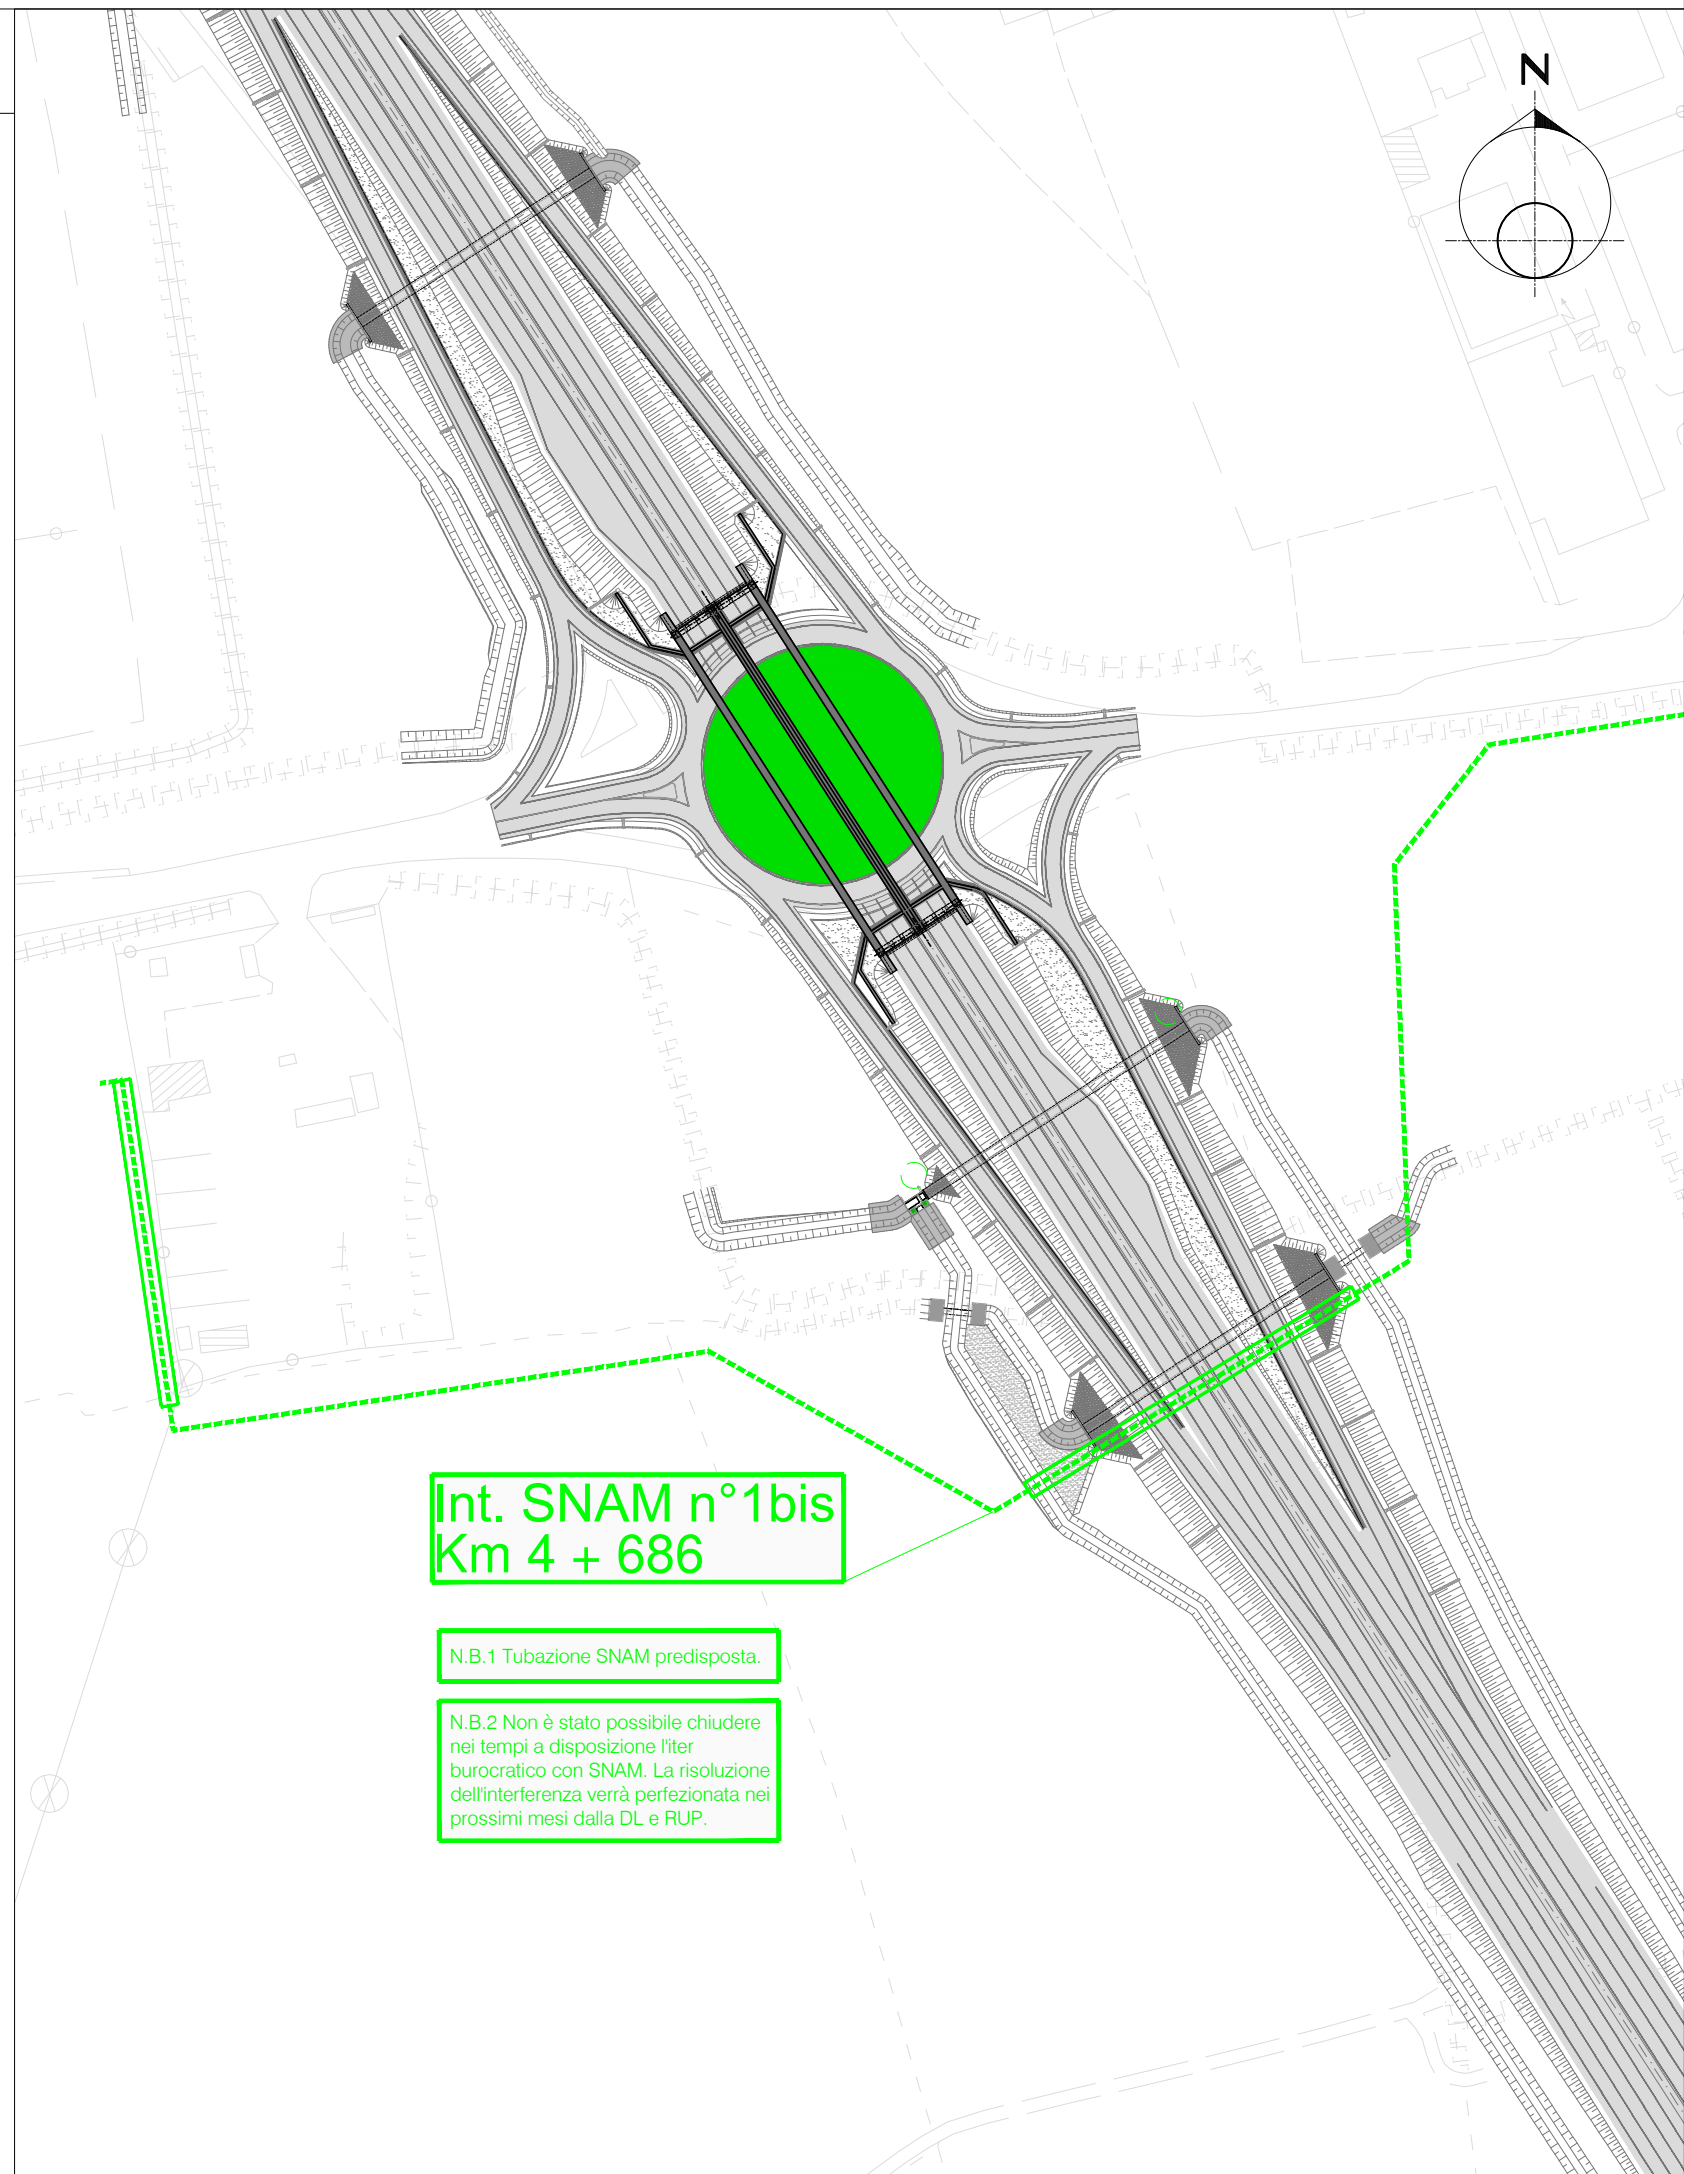 N
Int. SNAM n°1bis
Km 4 + 686
N.B.1 Tubazione SNAM predisposta.
N.B.2 Non è stato possibile chiudere
nei tempi a disposizione l'iter
burocratico con SNAM. La risoluzione
dell'interferenza verrà perfezionata nei
prossimi mesi dalla DL e RUP.